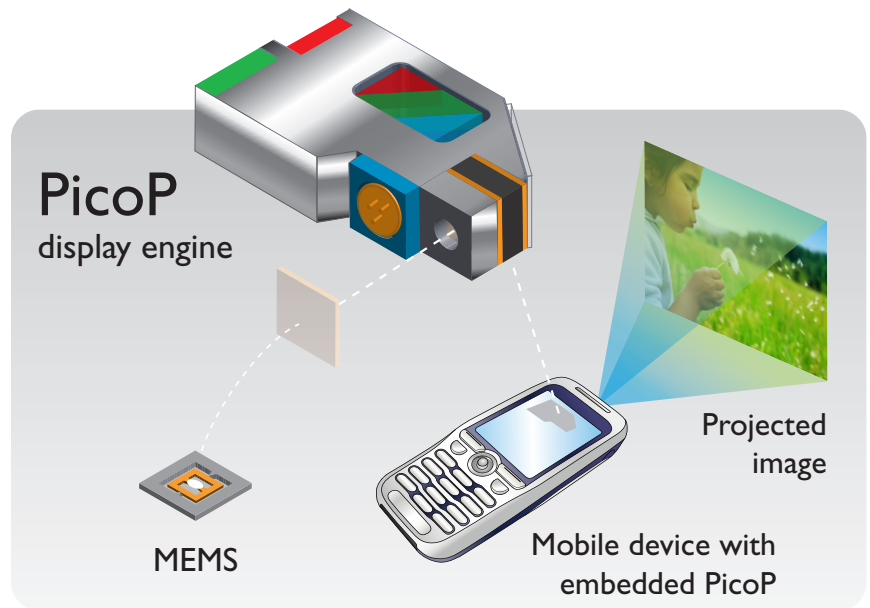 PicoP
display engine
Projected
image
MEMS
Mobile device with
embedded PicoP